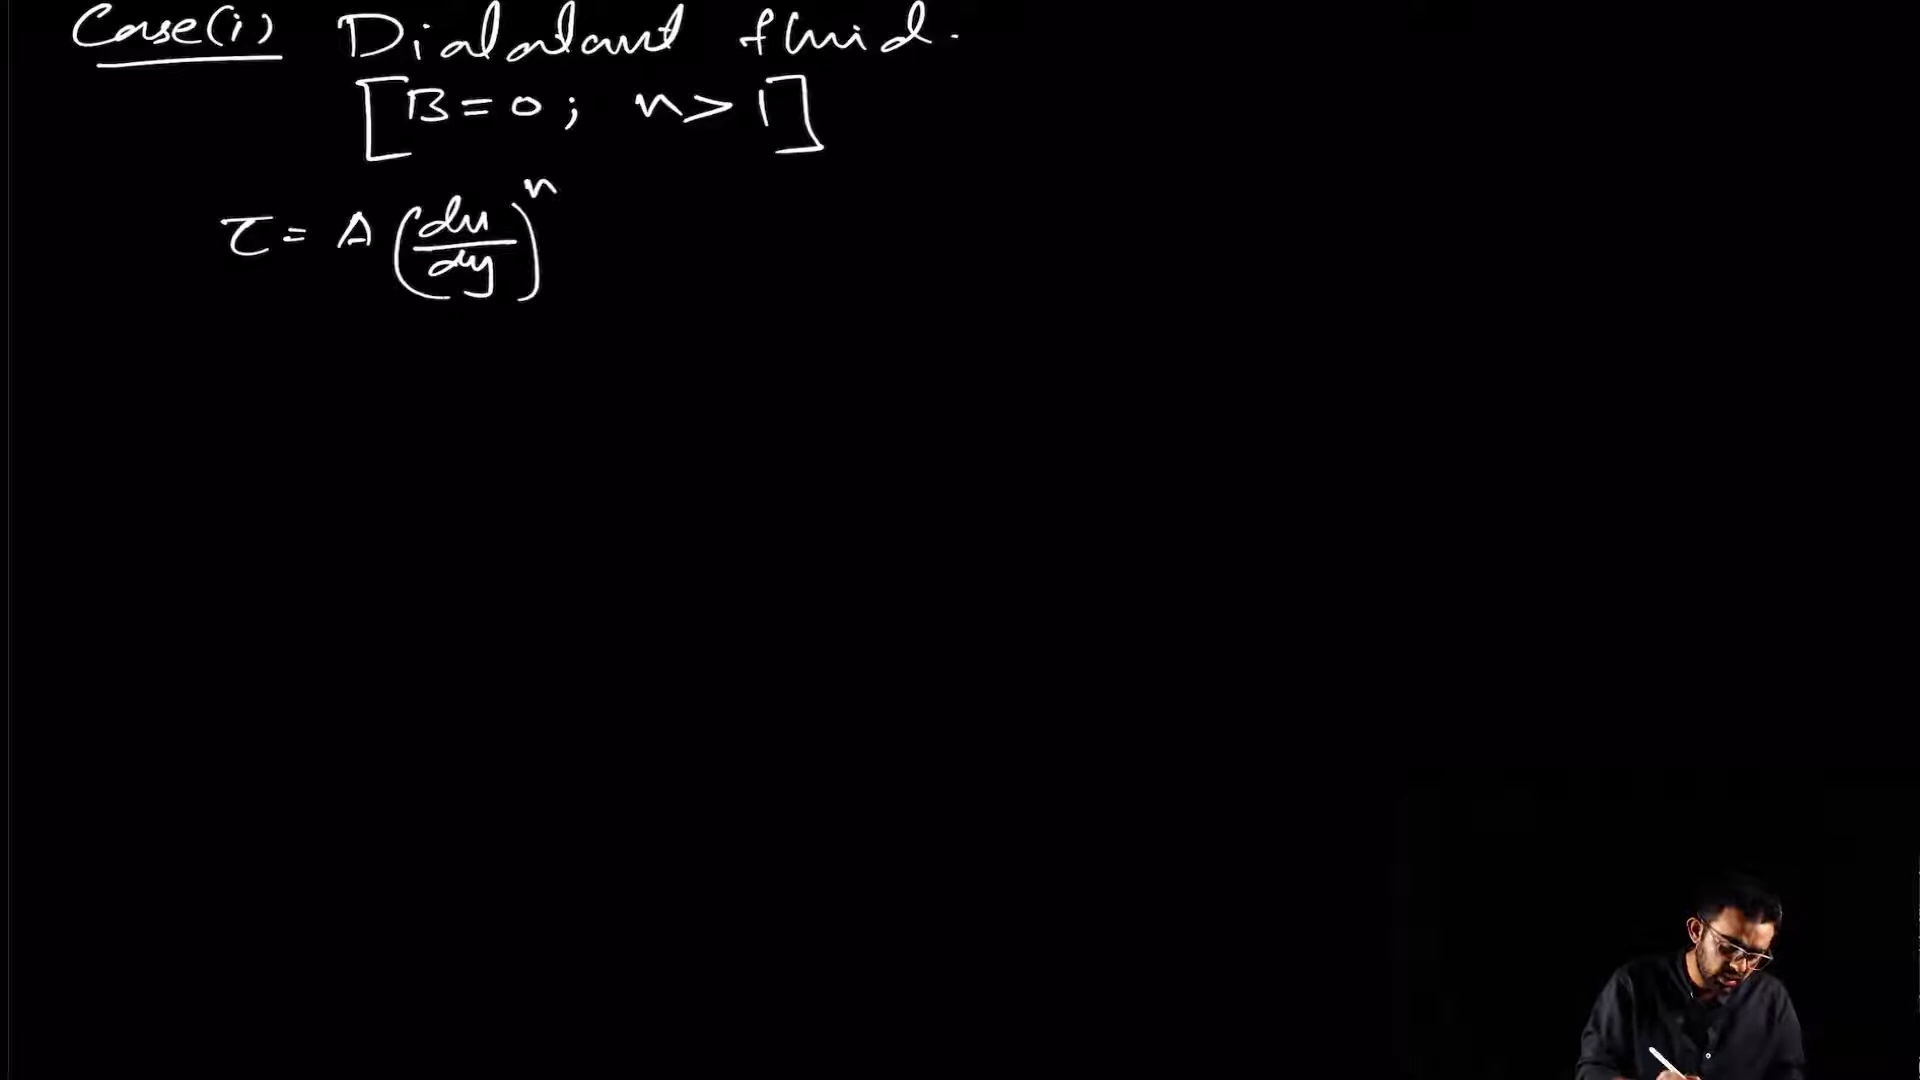 Case(i) Dialatant fluid.
[B = 0 ; n > 1]
τ = A (du/dy)^n